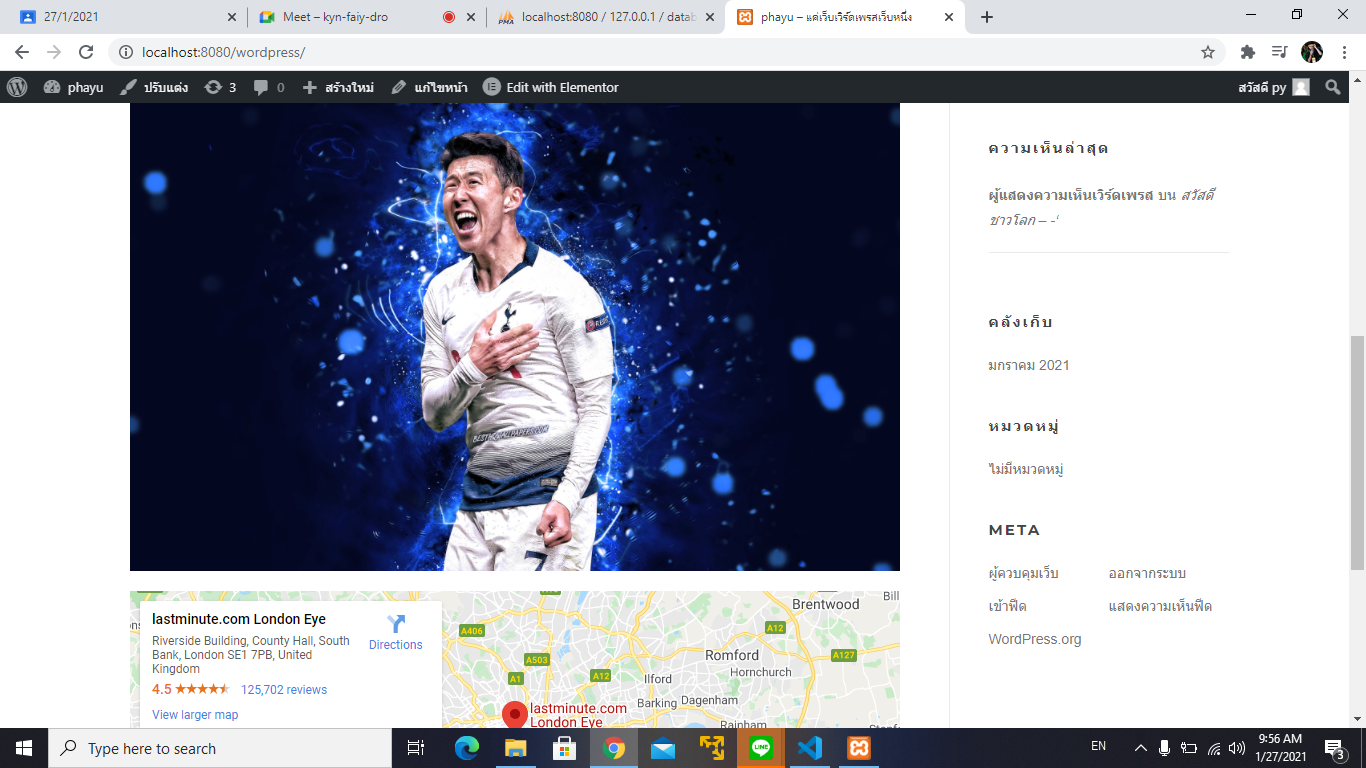 27/1/2021
Meet – kyn-faiy-dro
localhost:8080 / 127.0.0.1 / datab
phayu – แค่เว็บเวิร์ดเพรสเว็บหนึ่ง
localhost:8080/wordpress/
phayu
ปรับแต่ง
3
0
สร้างใหม่
แก้ไขหน้า
Edit with Elementor
สวัสดี py
ความเห็นล่าสุด
ผู้แสดงความเห็นเวิร์ดเพรส บน สวัสดี
ชาวโลก – -‘
คลังเก็บ
มกราคม 2021
หมวดหมู่
ไม่มีหมวดหมู่
META
ผู้ควบคุมเว็บ
ออกจากระบบ
เข้าฟีด
แสดงความเห็นฟีด
WordPress.org
BESTHQWALLPAPERS.COM
7
lastminute.com London Eye
Riverside Building, County Hall, South
Bank, London SE1 7PB, United
Kingdom
Directions
4.5
125,702 reviews
View larger map
Brentwood
A406
A12
A503
Romford
A127
Hornchurch
A1
A12
Ilford
Barking
Dagenham
lastminute.com
London Eye
Rainham
Type here to search
EN
9:56 AM
1/27/2021
3